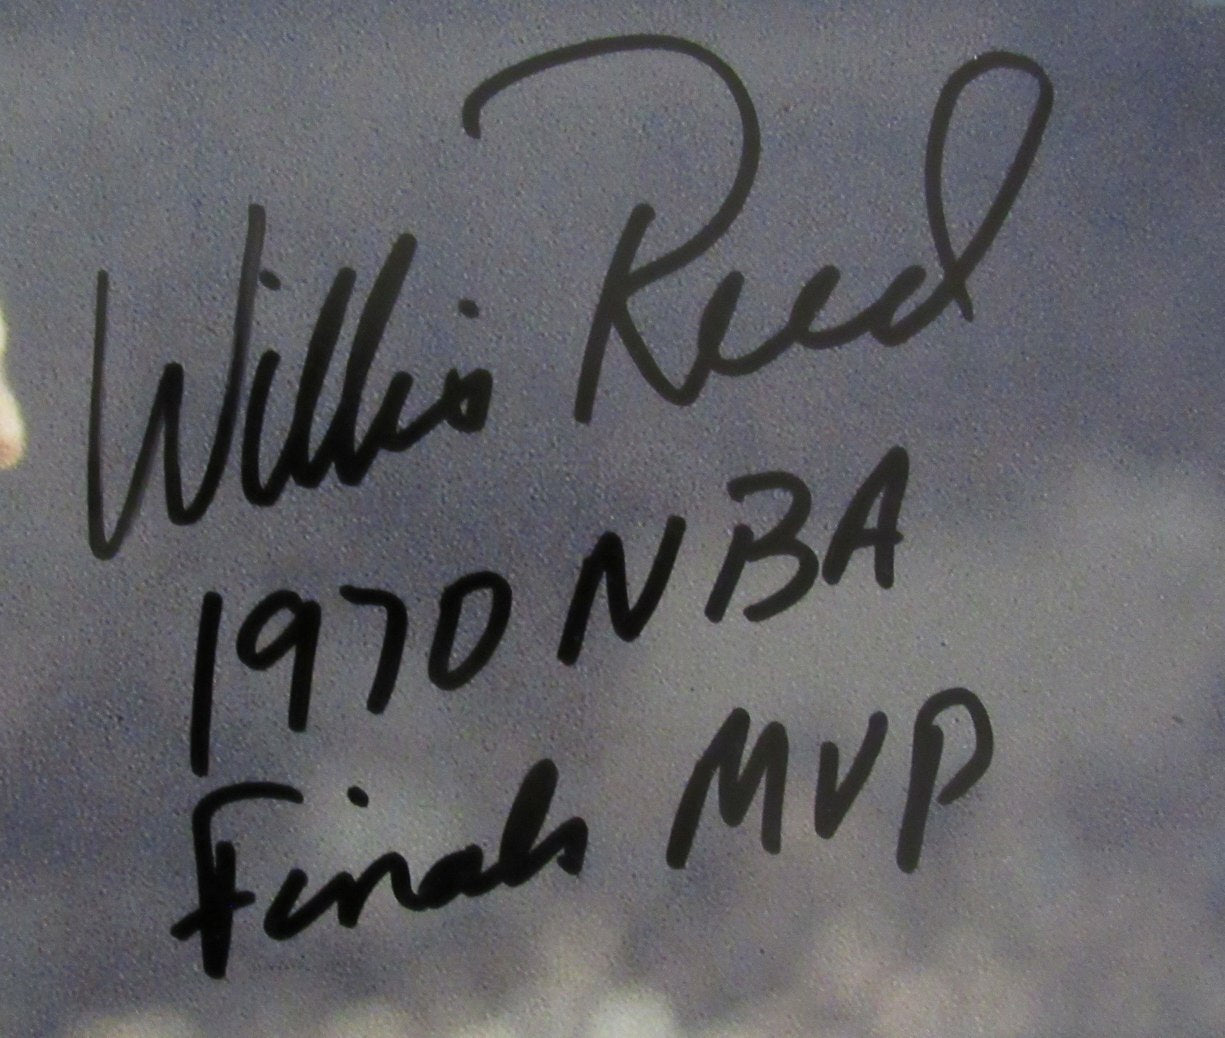 Willis Reed
1970 NBA
Finals MVP